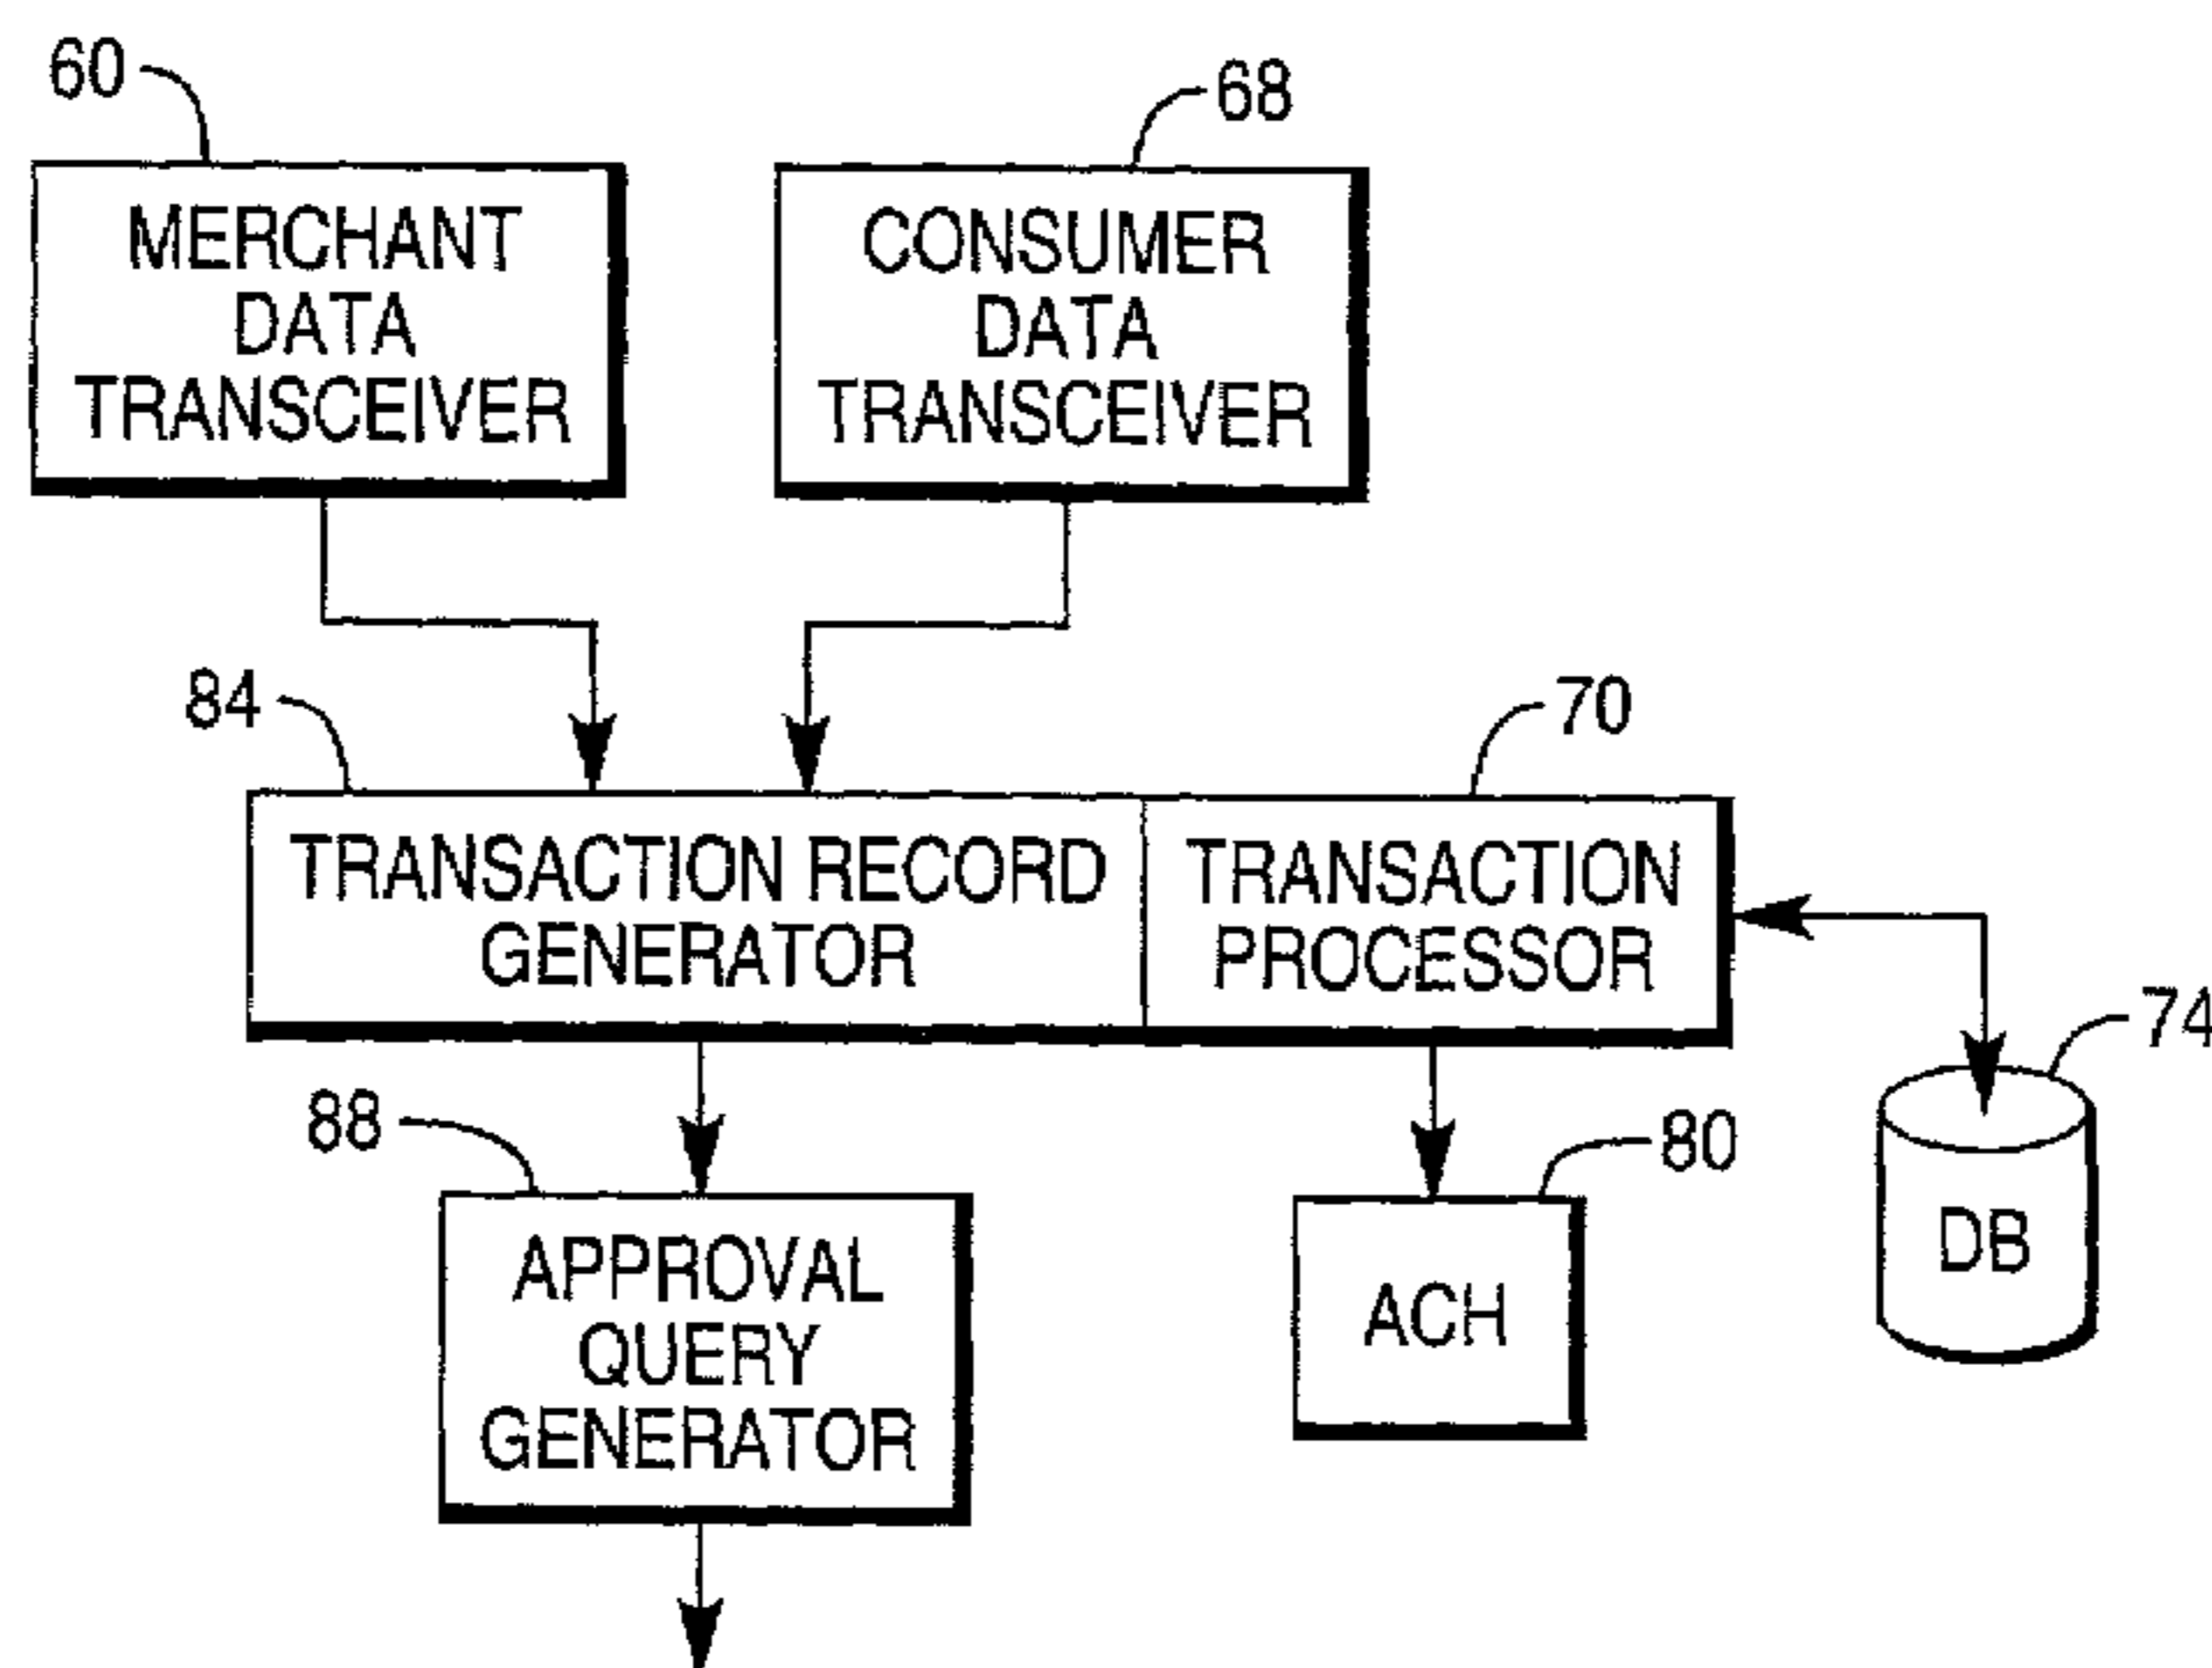 60
68
MERCHANT
DATA
TRANSCEIVER
CONSUMER
DATA
TRANSCEIVER
84
70
TRANSACTION RECORD
GENERATOR
TRANSACTION
PROCESSOR
74
88
80
APPROVAL
QUERY
GENERATOR
ACH
DB